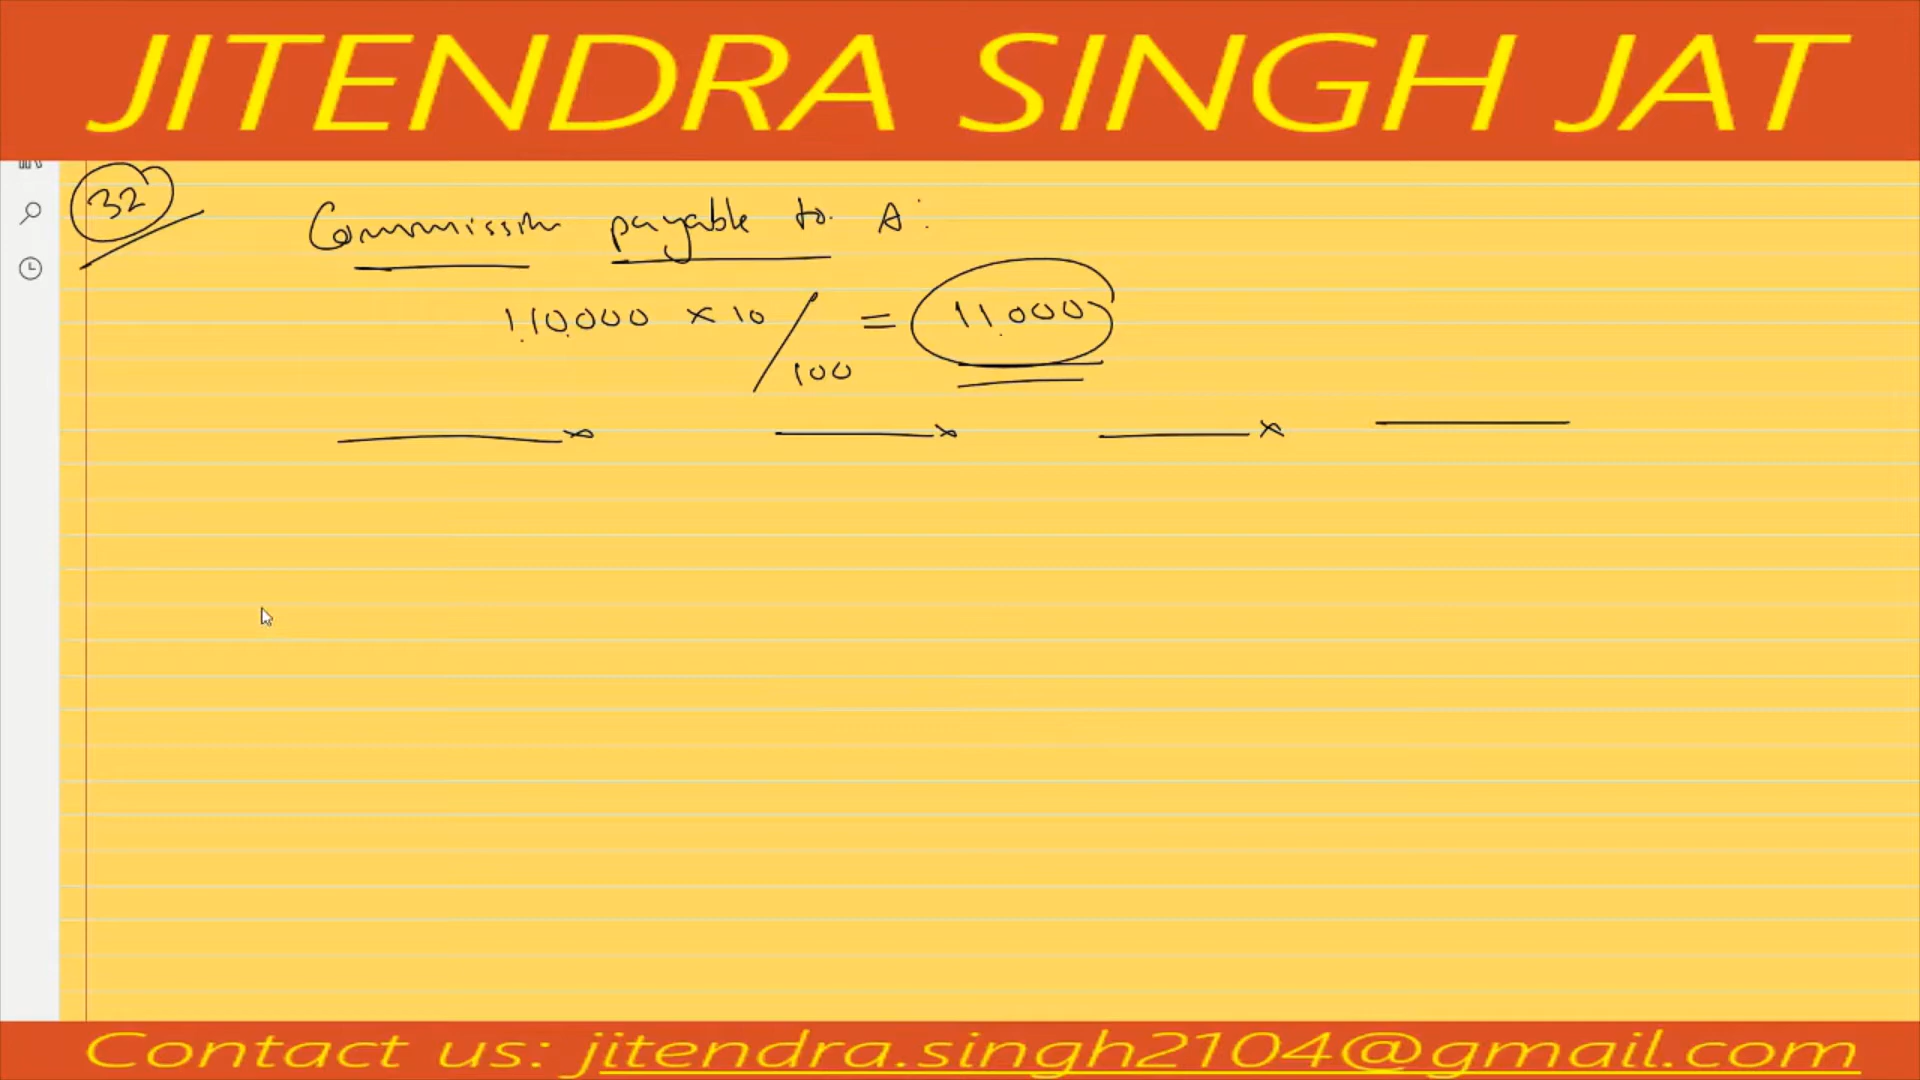 JITENDRA SINGH JAT
32
Commission payable to A:
1,10,000 × 10/100 = 11,000
Contact us: jitendra.singh2104@gmail.com